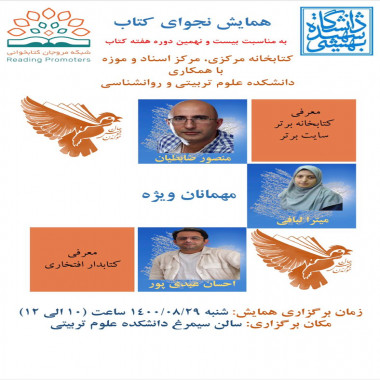 همایش نجوای کتاب
به مناسبت بیست و نهمین دوره هفته کتاب
کتابخانه مرکزی، مرکز اسناد و موزه
با همکاری
دانشکده علوم تربیتی و روانشناسی
دانشگاه شهید بهشتی
شبکه مروجان کتابخوانی
Reading Promoters
معرفی
کتابخانه برتر
سایت برتر
منصور ضابطیان
مهمانان ویژه
میترا لبافی
معرفی
کتابدار افتخاری
احسان عبدی پور
زمان برگزاری همایش: شنبه ۱۴۰۰/۰۸/۲۹ ساعت (۱۰ الی ۱۲)
مکان برگزاری: سالن سیمرغ دانشکده علوم تربیتی